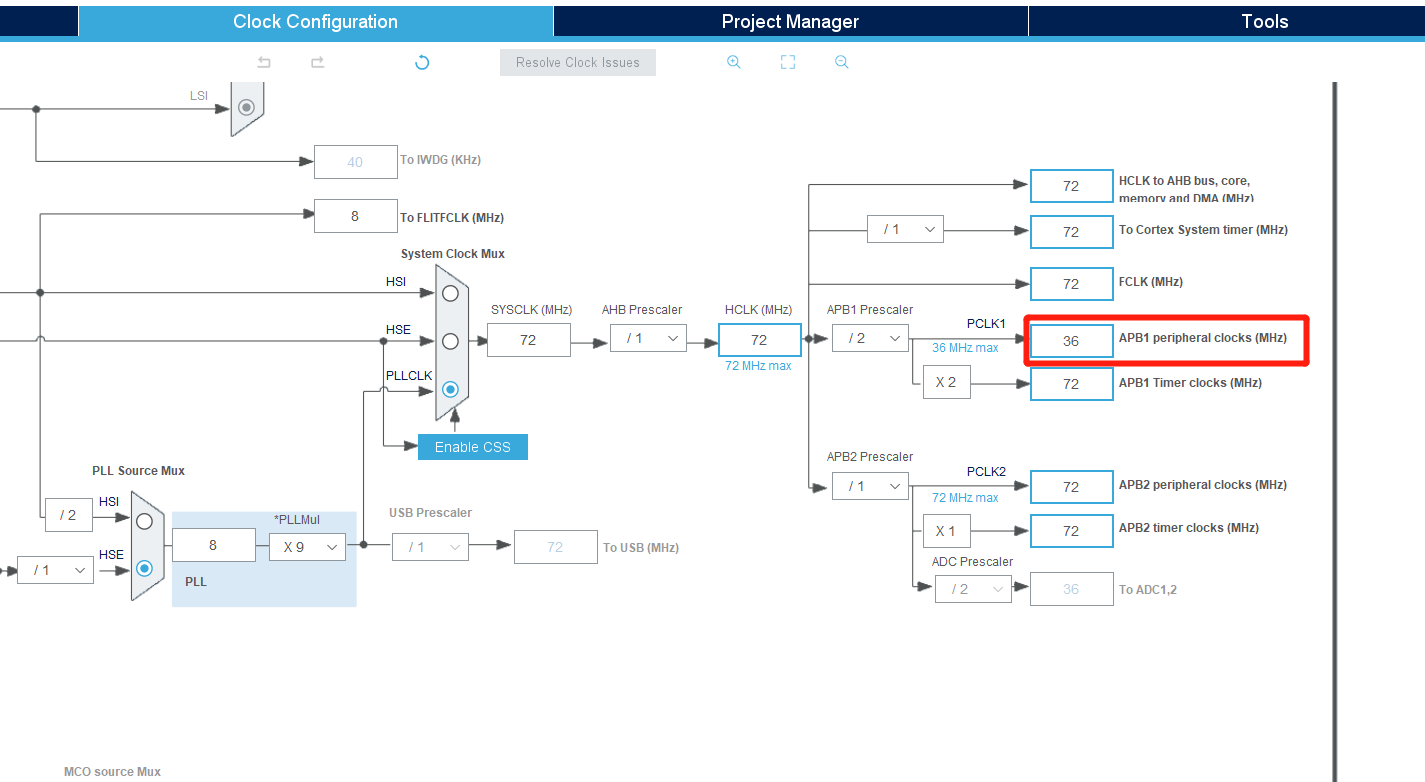 Clock Configuration
Project Manager
Tools
Resolve Clock Issues
LSI
40
To IWDG (KHz)
8
To FLITFCLK (MHz)
System Clock Mux
HSI
HSE
PLLCLK
Enable CSS
SYSCLK (MHz)
72
AHB Prescaler
/ 1
HCLK (MHz)
72
72 MHz max
72
HCLK to AHB bus, core,
memory and DMA (MHz)
/ 1
72
To Cortex System timer (MHz)
72
FCLK (MHz)
APB1 Prescaler
/ 2
PCLK1
36 MHz max
36
APB1 peripheral clocks (MHz)
X 2
72
APB1 Timer clocks (MHz)
APB2 Prescaler
/ 1
PCLK2
72 MHz max
72
APB2 peripheral clocks (MHz)
X 1
72
APB2 timer clocks (MHz)
ADC Prescaler
/ 2
36
To ADC1,2
PLL Source Mux
/ 2
HSI
HSE
/ 1
8
*PLLMul
X 9
PLL
USB Prescaler
/ 1
72
To USB (MHz)
MCO source Mux